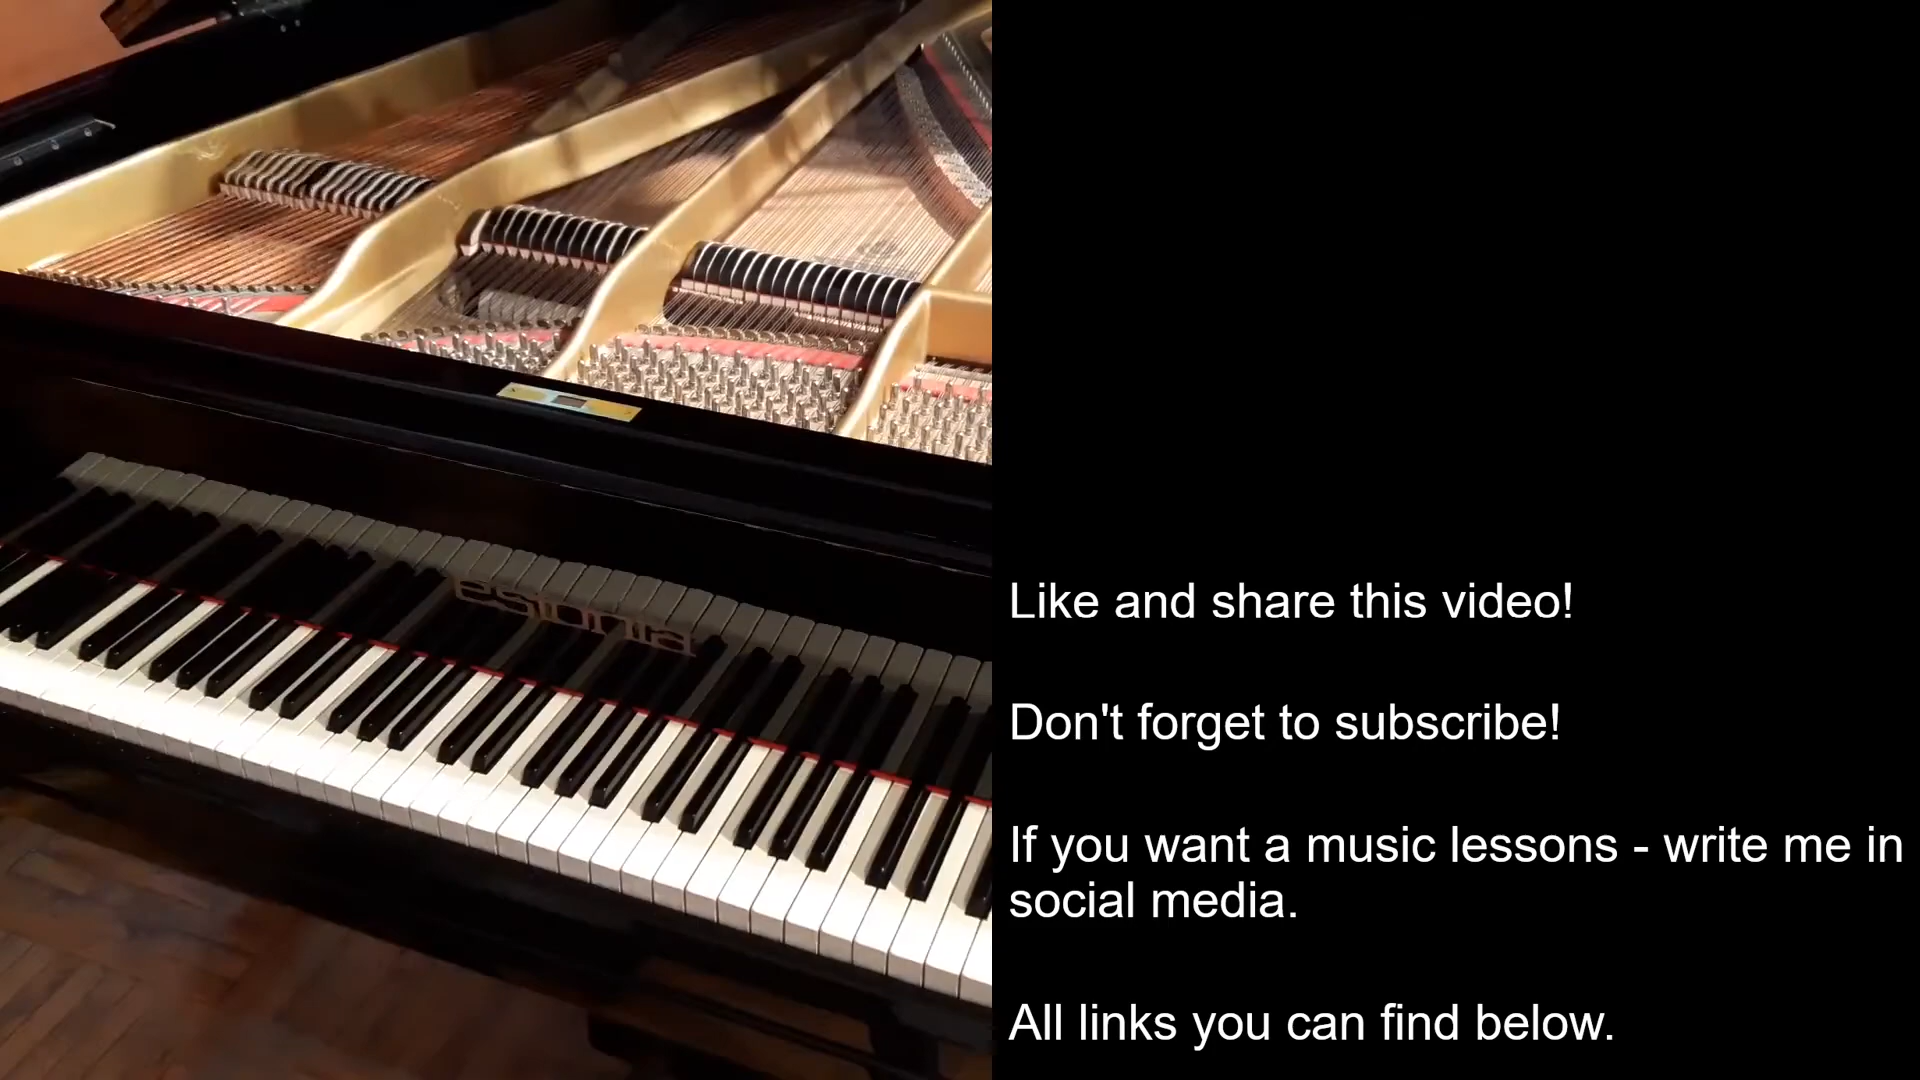 estonia
Like and share this video!
Don't forget to subscribe!
If you want a music lessons - write me in
social media.
All links you can find below.